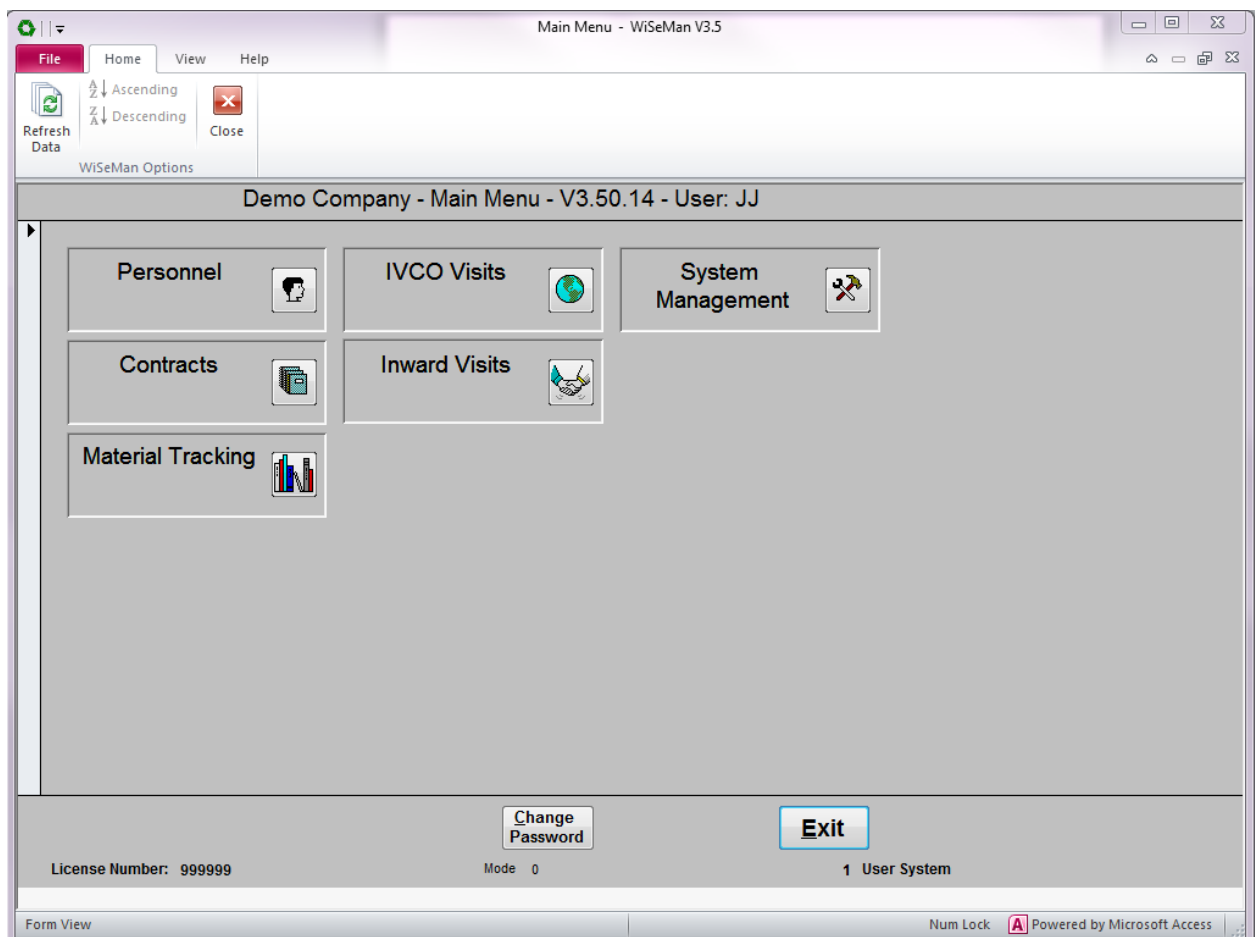 Main Menu - WiSeMan V3.5
File Home View Help
Ascending
Descending
Refresh Data
Close
WiSeMan Options
Demo Company - Main Menu - V3.50.14 - User: JJ
Personnel
IVCO Visits
System
Management
Contracts
Inward Visits
Material Tracking
Change
Password
Exit
License Number: 999999
Mode 0
1 User System
Form View
Num Lock
A Powered by Microsoft Access